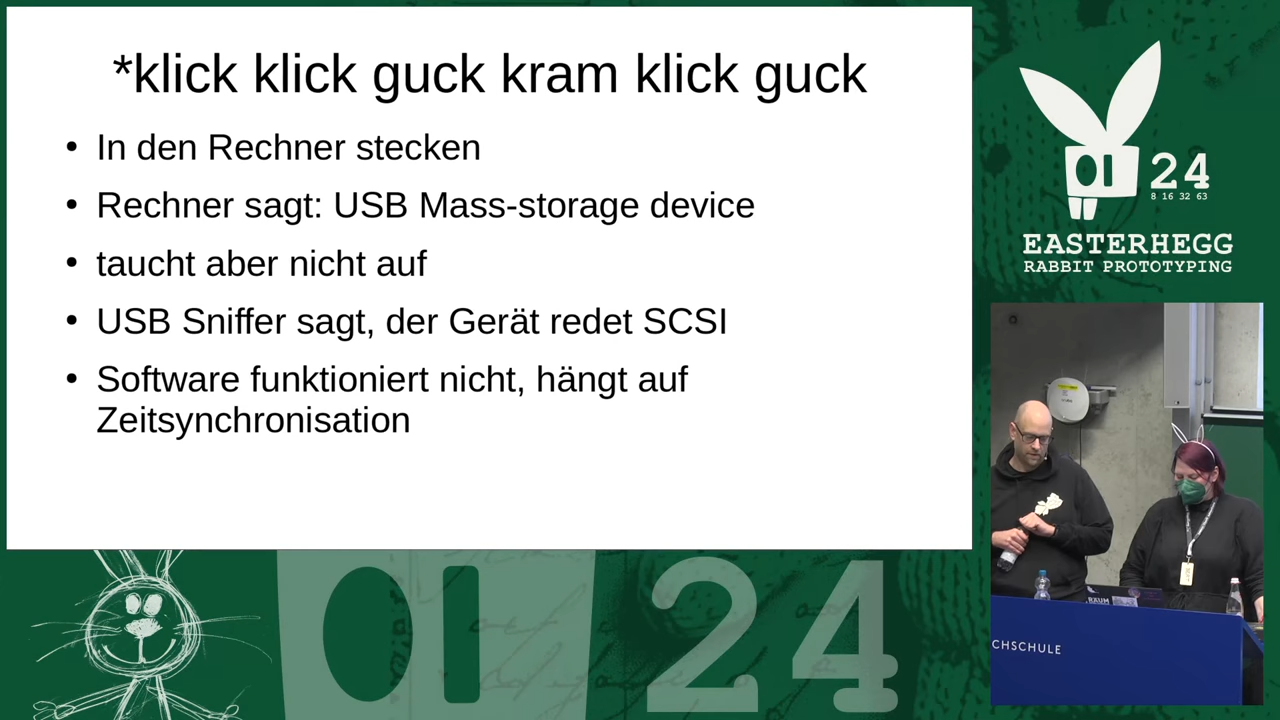 *klick klick guck kram klick guck
• In den Rechner stecken
• Rechner sagt: USB Mass-storage device
• taucht aber nicht auf
• USB Sniffer sagt, der Gerät redet SCSI
• Software funktioniert nicht, hängt auf
Zeitsynchronisation
24
8 16 32 63
EASTERHEGG
RABBIT PROTOTYPING
CHSCHULE
24